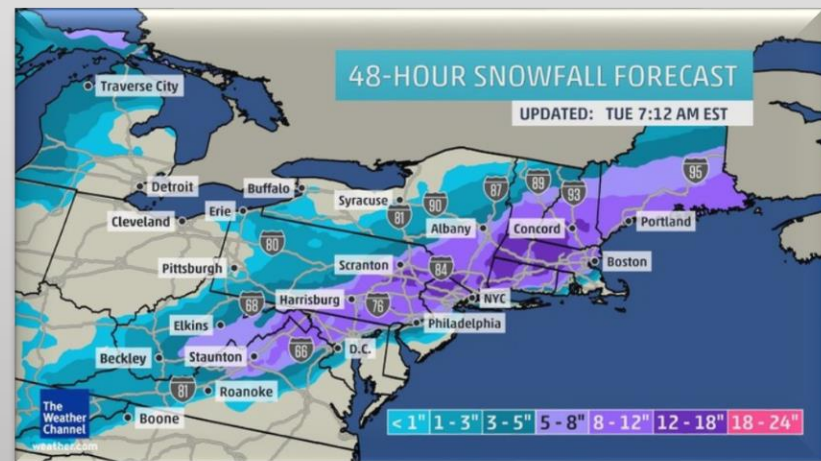 48-HOUR SNOWFALL FORECAST
UPDATED: TUE 7:12 AM EST
Traverse City
Detroit
Buffalo
Syracuse
90
87
89
93
95
81
Cleveland
Erie
Albany
Concord
Portland
80
Pittsburgh
Scranton
84
Boston
68
Harrisburg
76
NYC
Elkins
Philadelphia
Beckley
Staunton
66
D.C.
81
Roanoke
Boone
The
Weather
Channel
weather.com
< 1" 1 - 3" 3 - 5" 5 - 8" 8 - 12" 12 - 18" 18 - 24"